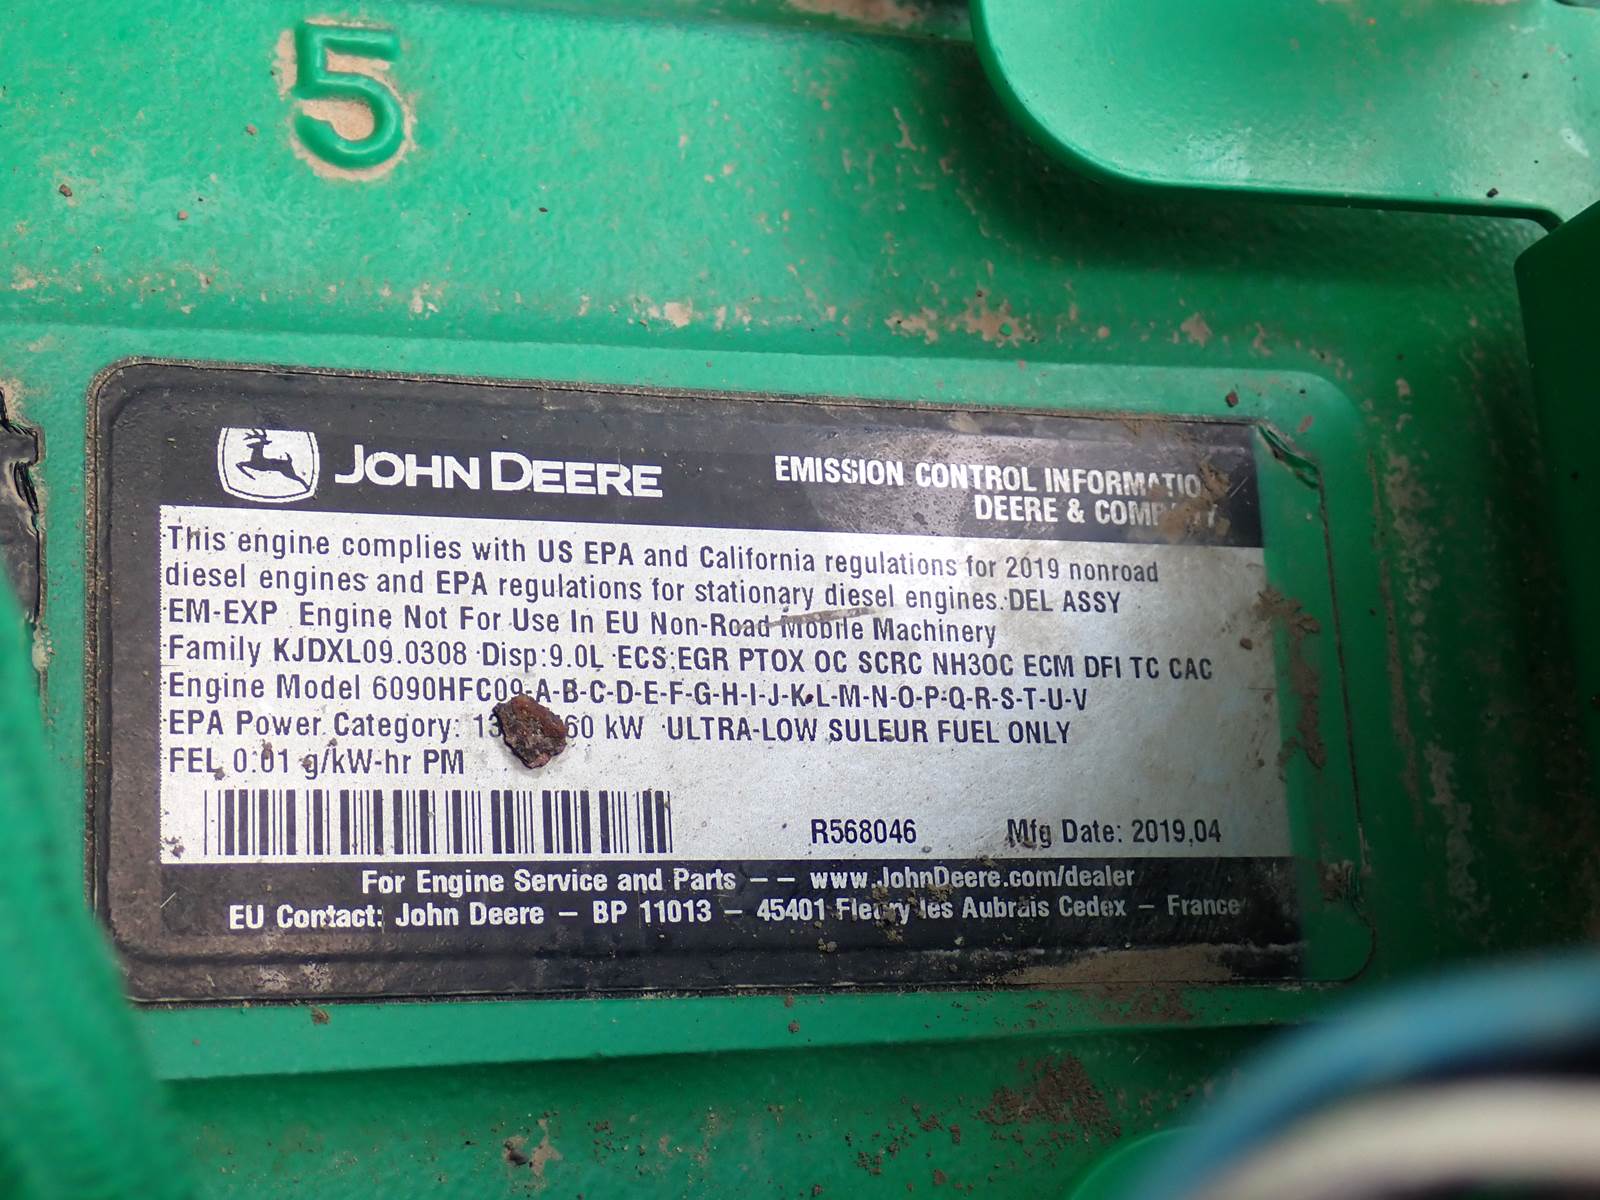 5
JOHN DEERE
EMISSION CONTROL INFORMATION
DEERE & COMPANY
This engine complies with US EPA and California regulations for 2019 nonroad
diesel engines and EPA regulations for stationary diesel engines. DEL ASSY
EM-EXP Engine Not For Use In EU Non-Road Mobile Machinery
Family KJDXL09.0308 Disp:9.0L ECS:EGR PTOX OC SCRC NH3OC ECM DFI TC CAC
Engine Model 6090HFC09-A-B-C-D-E-F-G-H-I-J-K-L-M-N-O-P-Q-R-S-T-U-V
EPA Power Category: kW ULTRA-LOW SULFUR FUEL ONLY
FEL 0.01 g/kW-hr PM
R568046 Mfg Date: 2019.04
For Engine Service and Parts -- www.JohnDeere.com/dealer
EU Contact: John Deere – BP 11013 – 45401 Fleury les Aubrais Cedex – France